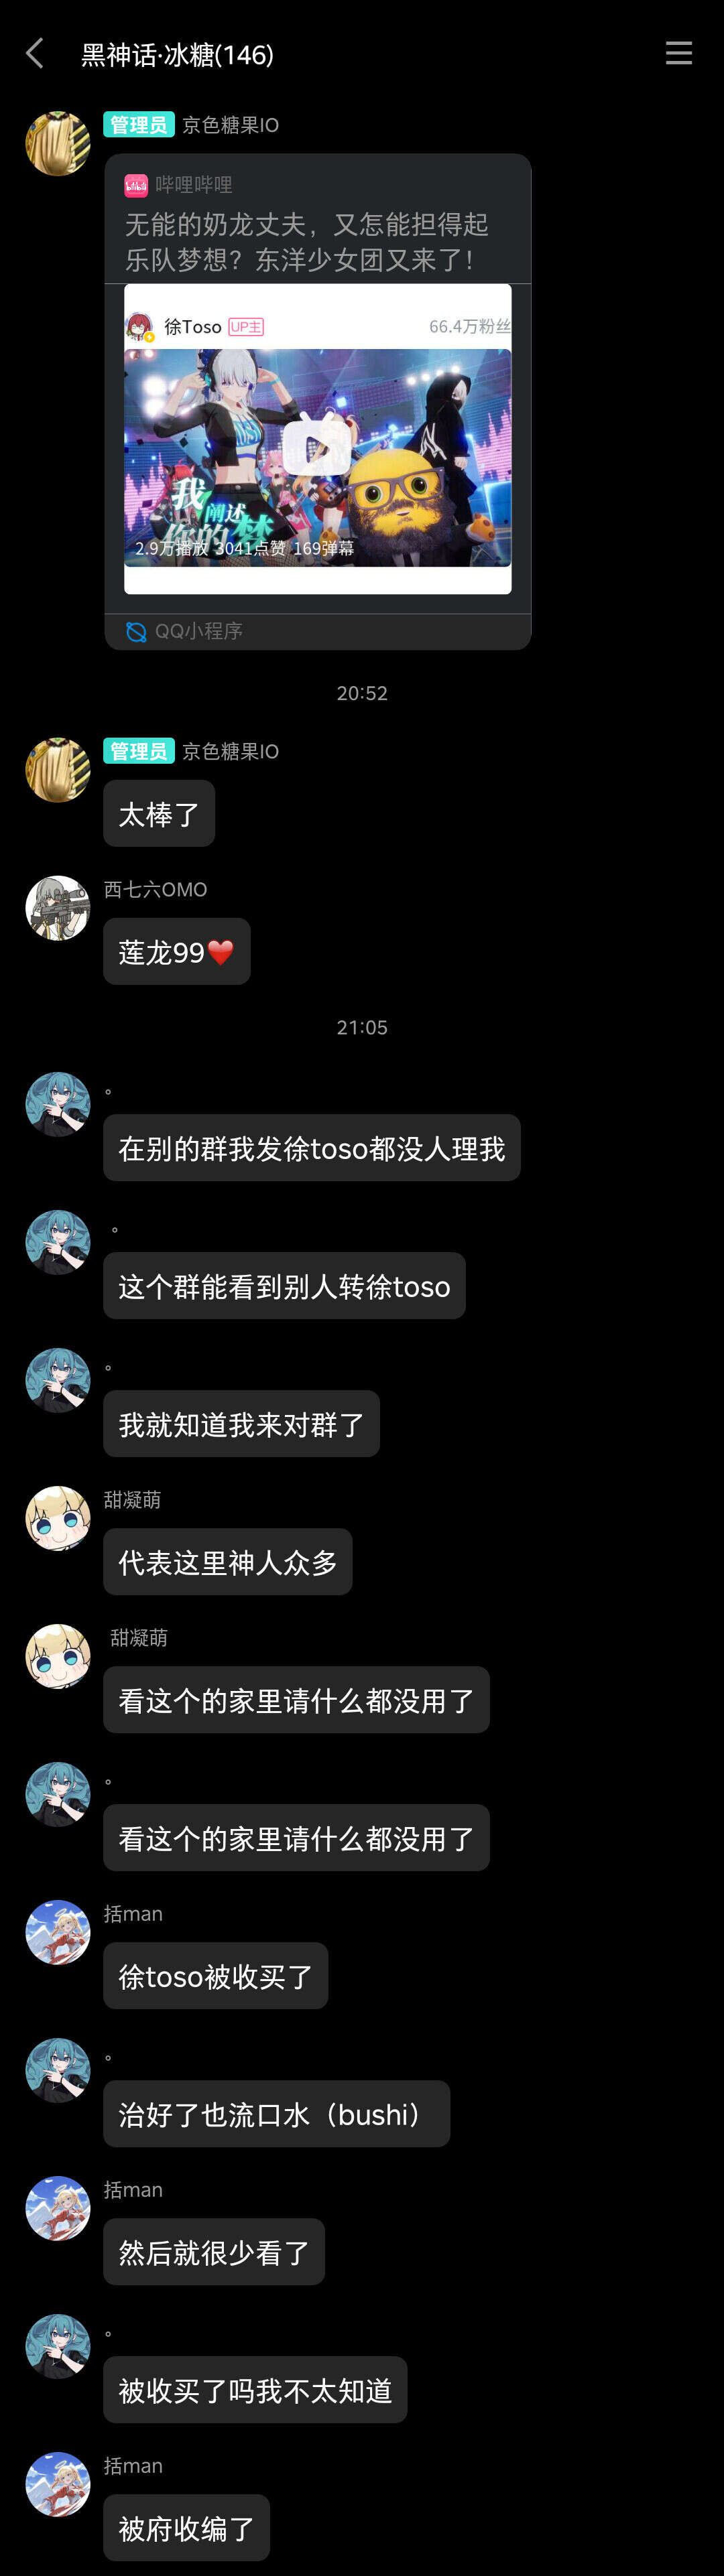 黑神话·冰糖(146)
管理员 京色糖果IO
哔哩哔哩
无能的奶龙丈夫，又怎能担得起
乐队梦想？东洋少女团又来了！
徐Toso UP主 66.4万粉丝
我
阐述
你的梦
2.9万播放 3041点赞 169弹幕
QQ小程序
20:52
管理员 京色糖果IO
太棒了
西七六OMO
莲龙99❤️
21:05
。
在别的群我发徐toso都没人理我
。
这个群能看到别人转徐toso
。
我就知道我来对群了
甜凝萌
代表这里神人众多
甜凝萌
看这个的家里请什么都没用了
。
看这个的家里请什么都没用了
括man
徐toso被收买了
。
治好了也流口水（bushi）
括man
然后就很少看了
。
被收买了吗我不太知道
括man
被府收编了